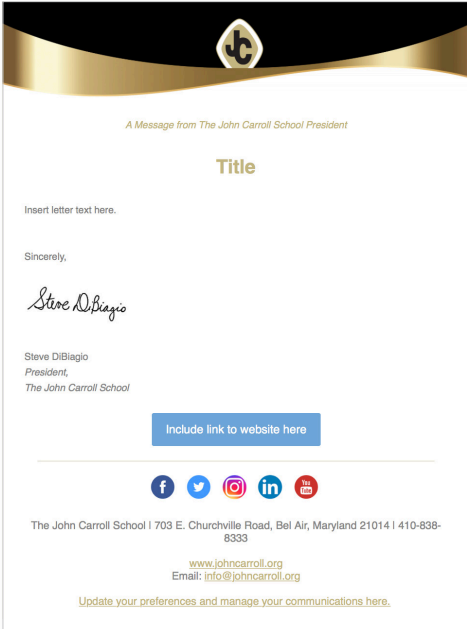 JC
A Message from The John Carroll School President
Title
Insert letter text here.
Sincerely,
Steve DiBiagio
Steve DiBiagio
President,
The John Carroll School
Include link to website here
f
in
You
Tube
The John Carroll School | 703 E. Churchville Road, Bel Air, Maryland 21014 | 410-838-
8333
www.johncarroll.org
Email: info@johncarroll.org
Update your preferences and manage your communications here.